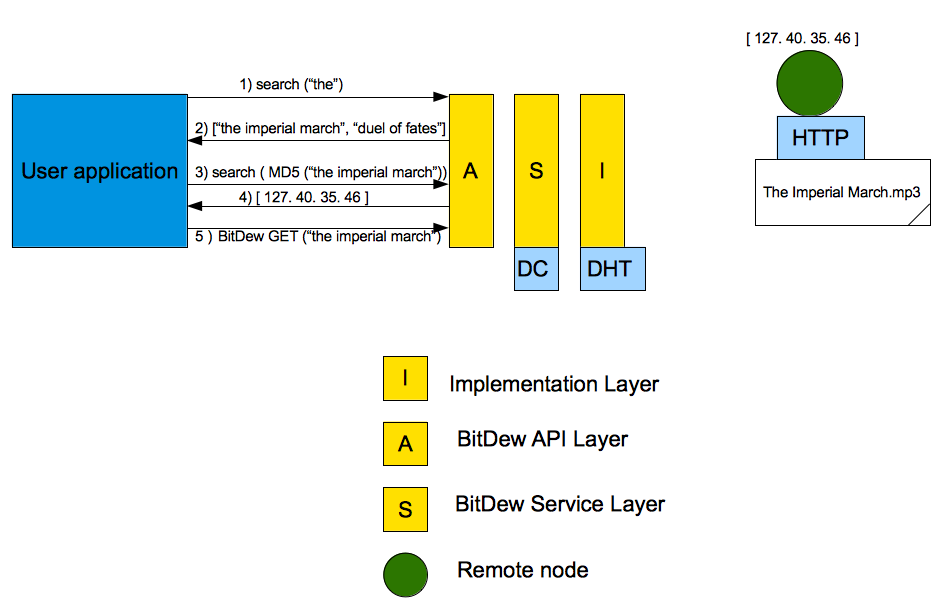 [ 127. 40. 35. 46 ]
1) search (“the”)
2) [“the imperial march”, “duel of fates”]
HTTP
User application
3) search ( MD5 (“the imperial march”))
A
S
I
The Imperial March.mp3
4) [ 127. 40. 35. 46 ]
5 ) BitDew GET (“the imperial march”)
DC
DHT
I
Implementation Layer
A
BitDew API Layer
S
BitDew Service Layer
Remote node